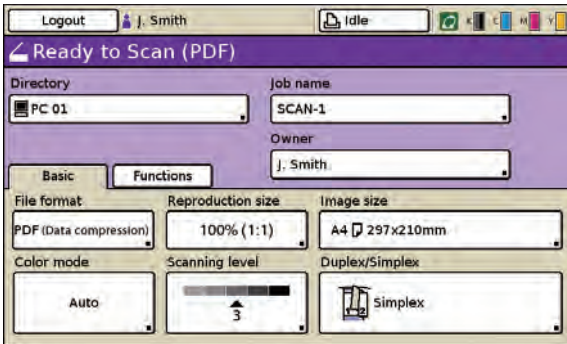 Logout
J. Smith
Idle
K C M Y
Ready to Scan (PDF)
Directory
PC 01
Job name
SCAN-1
Owner
J. Smith
Basic
Functions
File format
PDF (Data compression)
Reproduction size
100% (1:1)
Image size
A4 297x210mm
Color mode
Auto
Scanning level
3
Duplex/Simplex
Simplex